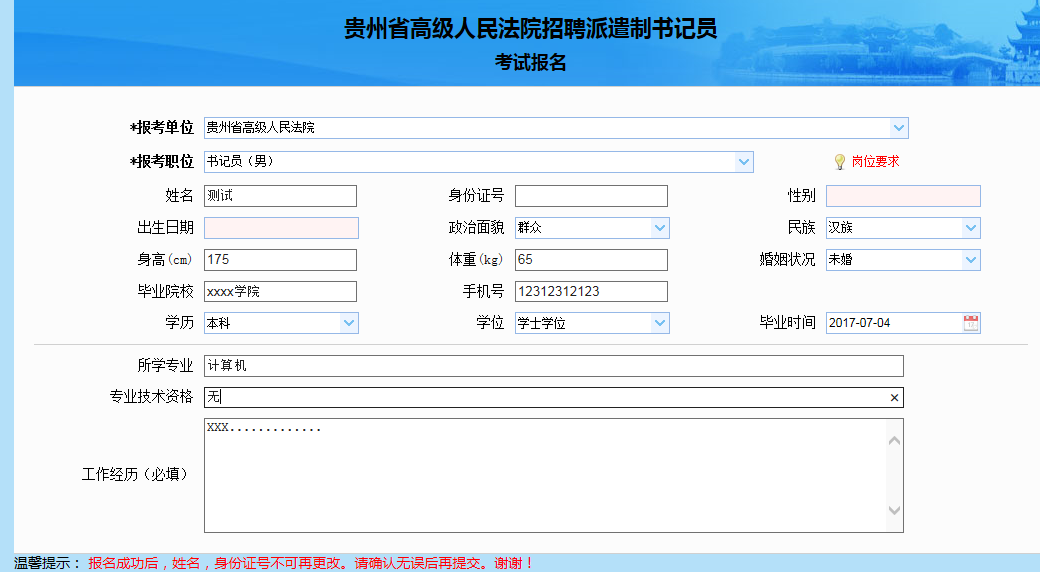 贵州省高级人民法院招聘派遣制书记员
考试报名
*报考单位 贵州省高级人民法院
*报考职位 书记员（男） 岗位要求
姓名 测试 身份证号 性别
出生日期 政治面貌 群众 民族 汉族
身高(cm) 175 体重(kg) 65 婚姻状况 未婚
毕业院校 xxxx学院 手机号 12312312123
学历 本科 学位 学士学位 毕业时间 2017-07-04
所学专业 计算机
专业技术资格 无 ×
工作经历（必填） xxx.............
温馨提示： 报名成功后，姓名，身份证号不可再更改。请确认无误后再提交。谢谢！